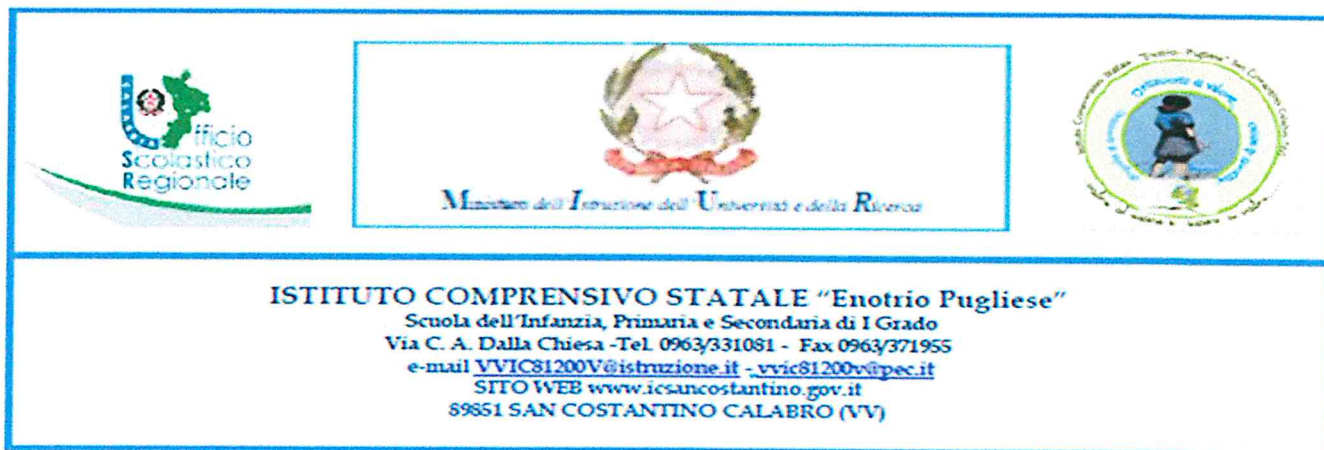 Ufficio
Scolastico
Regionale
Ministero dell'Istruzione dell'Università e della Ricerca
ISTITUTO COMPRENSIVO STATALE "Enotrio Pugliese"
Scuola dell'Infanzia, Primaria e Secondaria di I Grado
Via C. A. Dalla Chiesa -Tel. 0963/331081 - Fax 0963/371955
e-mail VVIC81200V@istruzione.it - vvic81200v@pec.it
SITO WEB www.icsancostantino.gov.it
89851 SAN COSTANTINO CALABRO (VV)